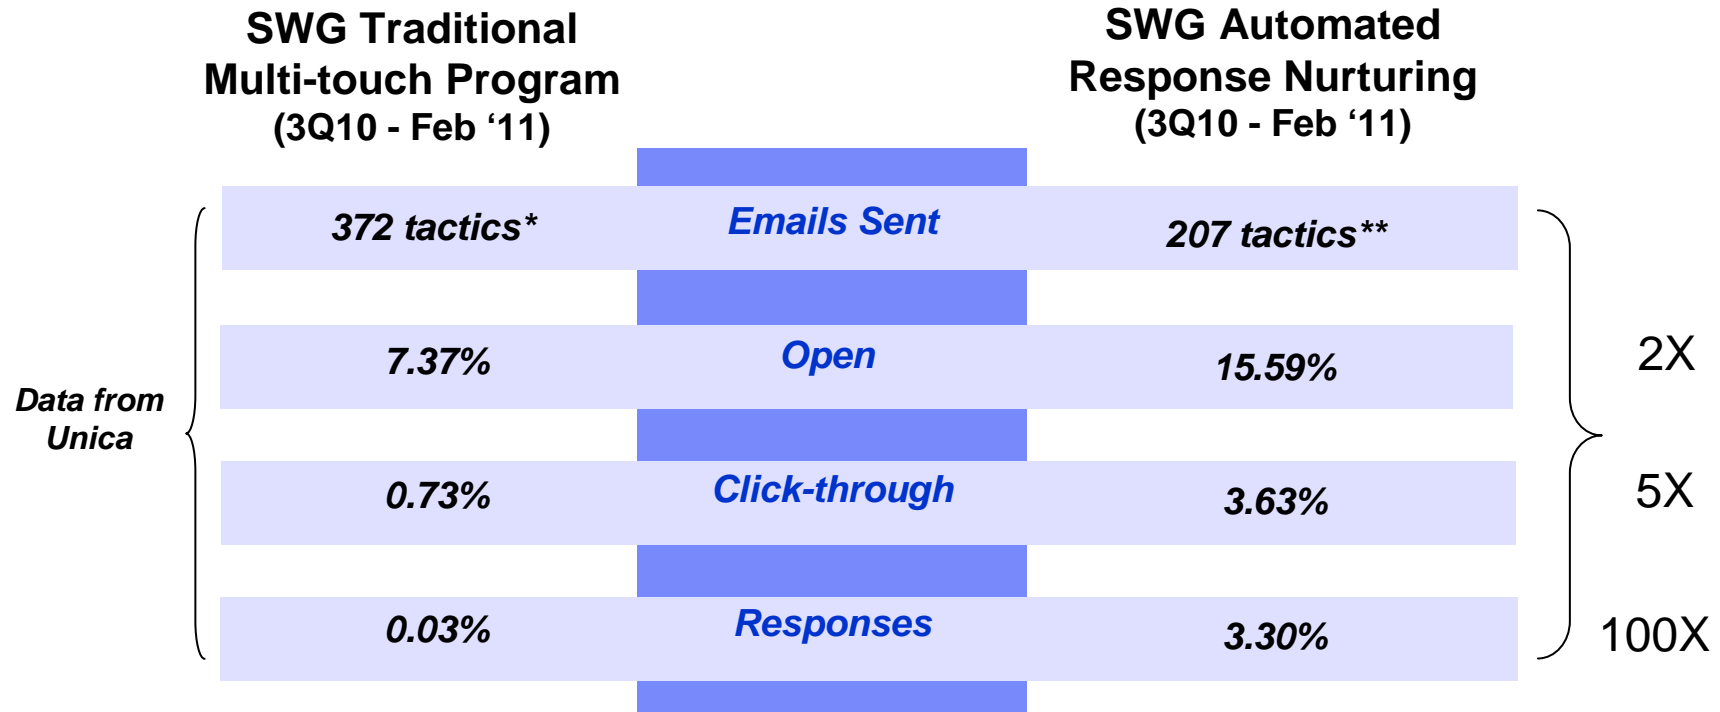 SWG Traditional
Multi-touch Program
(3Q10 - Feb ‘11)
SWG Automated
Response Nurturing
(3Q10 - Feb ‘11)
372 tactics*
Emails Sent
207 tactics**
7.37%
Open
15.59%
2X
Data from
Unica
0.73%
Click-through
3.63%
5X
0.03%
Responses
3.30%
100X